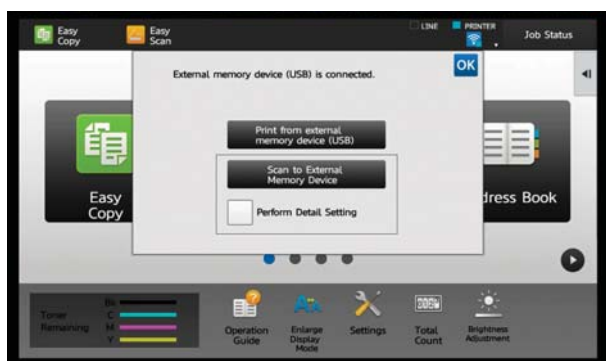 Easy
Copy
Easy
Scan
LINE
PRINTER
Job Status
External memory device (USB) is connected.
OK
Print from external
memory device (USB)
Scan to External
Memory Device
Perform Detail Setting
Easy
Copy
dress Book
Toner
Remaining
Bk
C
M
Y
Operation
Guide
Enlarge
Display
Mode
Settings
Total
Count
Brightness
Adjustment